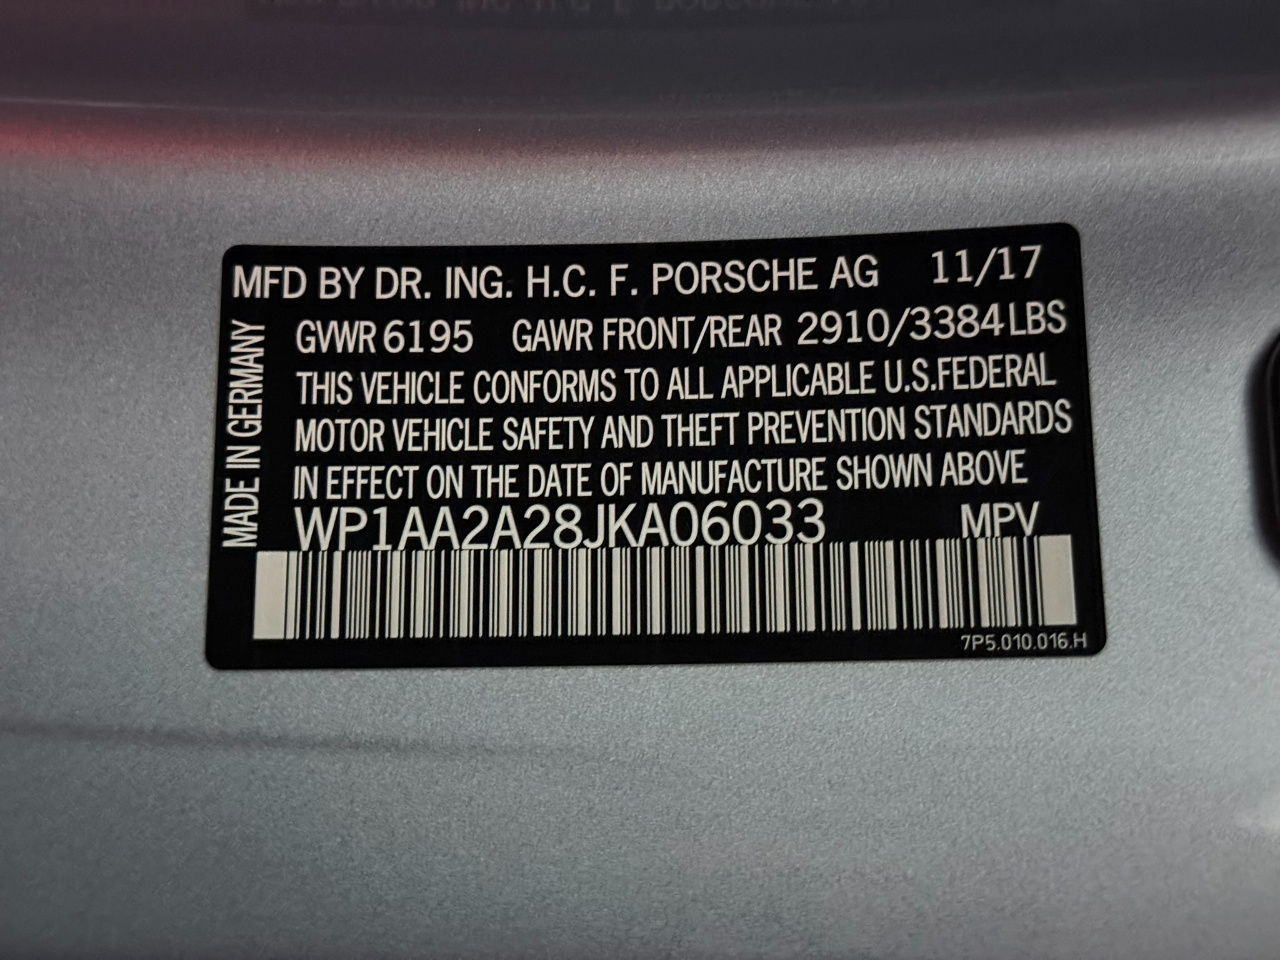 MFD BY DR. ING. H.C. F. PORSCHE AG 11/17
GVWR 6195 GAWR FRONT/REAR 2910/3384LBS
THIS VEHICLE CONFORMS TO ALL APPLICABLE U.S.FEDERAL
MOTOR VEHICLE SAFETY AND THEFT PREVENTION STANDARDS
IN EFFECT ON THE DATE OF MANUFACTURE SHOWN ABOVE
WP1AA2A28JKA06033 MPV
7P5.010.016.H
MADE IN GERMANY